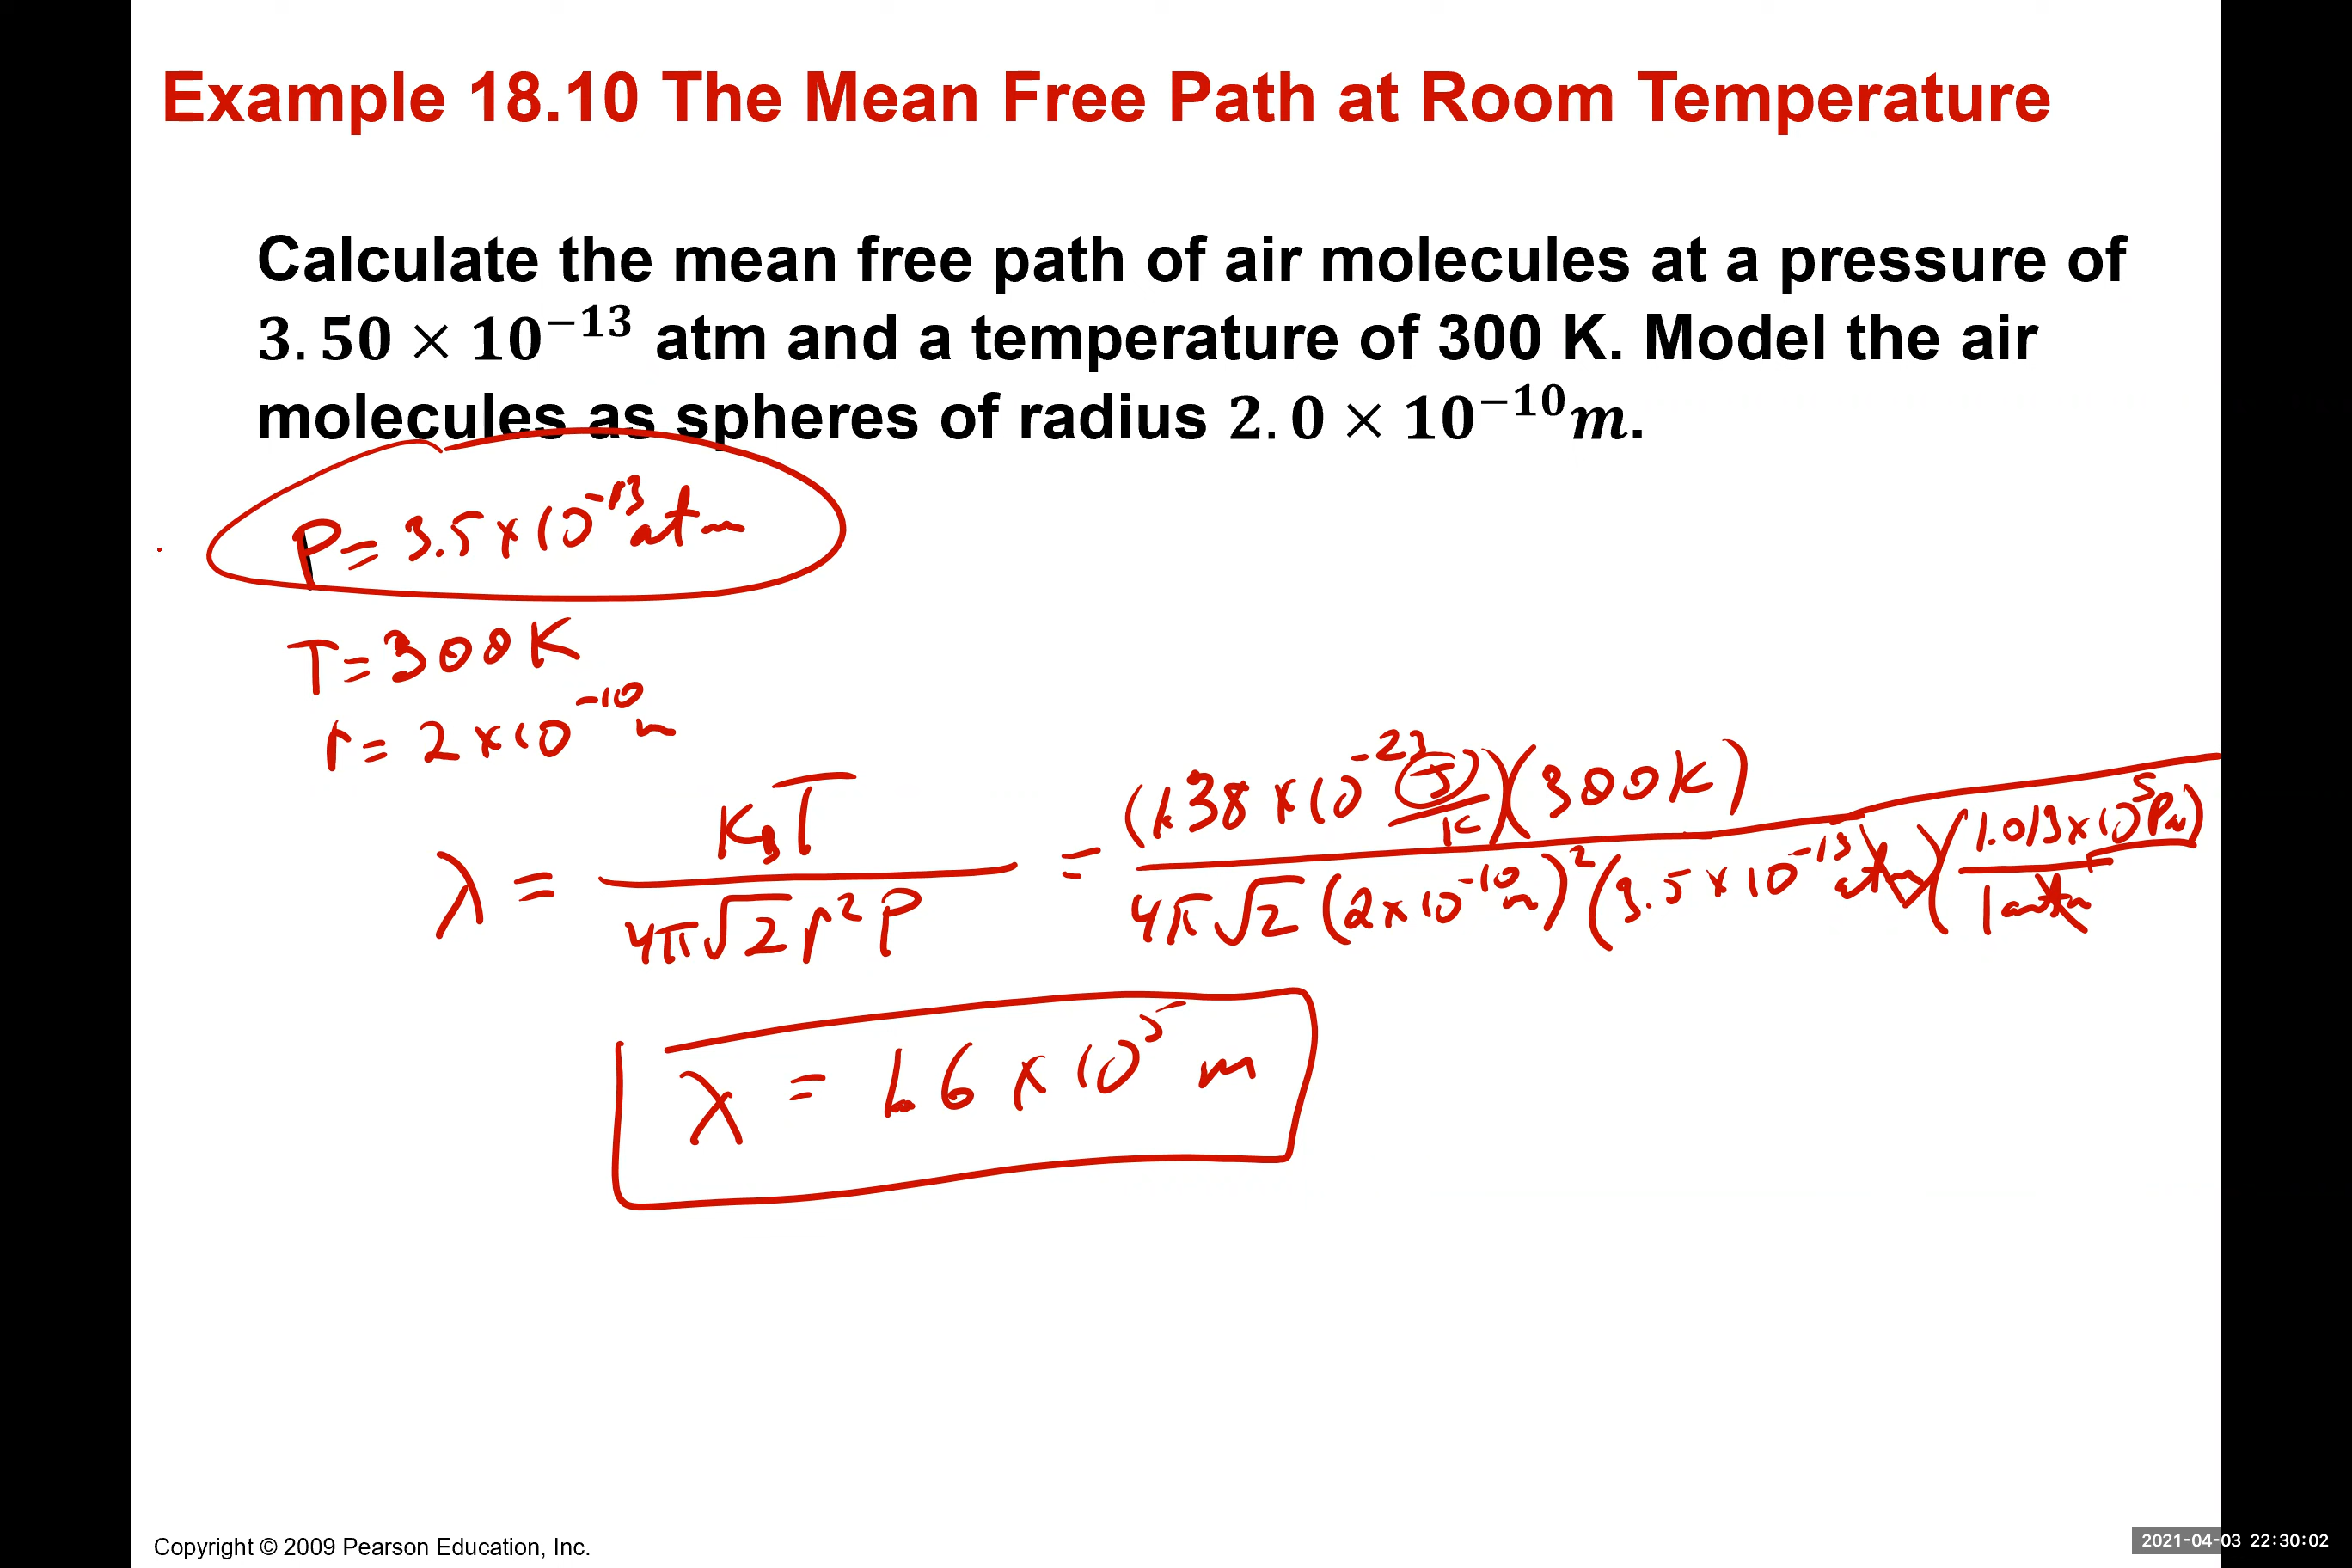 Example 18.10 The Mean Free Path at Room Temperature
Calculate the mean free path of air molecules at a pressure of
3.50 × 10⁻¹³ atm and a temperature of 300 K. Model the air
molecules as spheres of radius 2.0 × 10⁻¹⁰m.
P = 3.5 × 10⁻¹³ atm
T = 300 K
r = 2 × 10⁻¹⁰ m
λ = K_B T / 4π√2 r² P = (1.38 × 10⁻²³ J/K)(300 K) / 4π√2 (2 × 10⁻¹⁰ m)² (3.5 × 10⁻¹³ atm)(1.013 × 10⁵ Pa / 1 atm)
λ = 1.6 × 10⁵ m
Copyright © 2009 Pearson Education, Inc.
2021-04-03 22:30:02